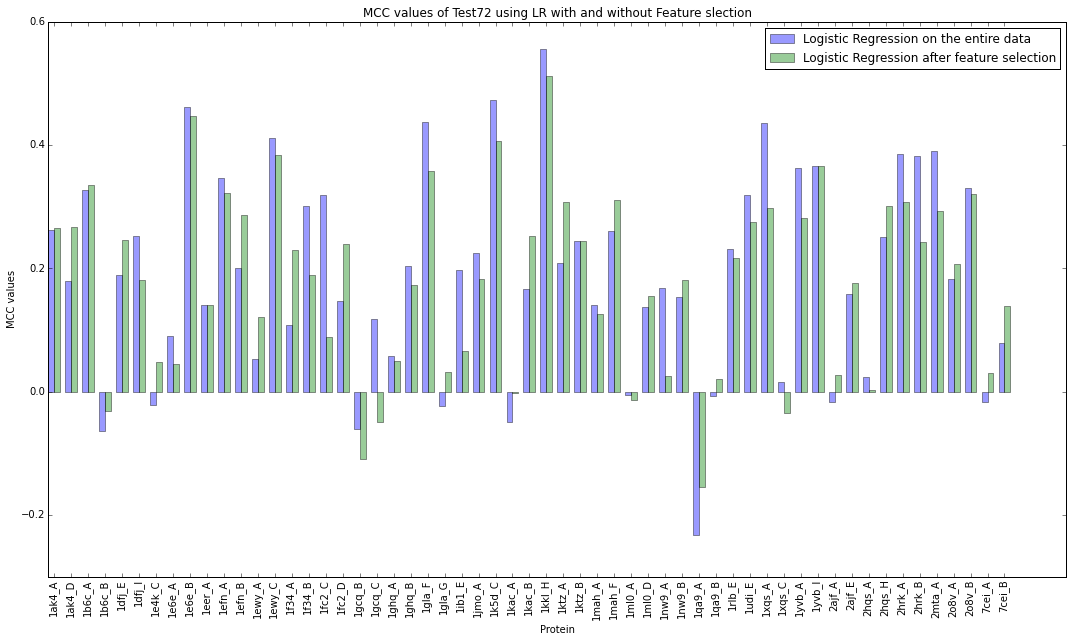 MCC values of Test72 using LR with and without Feature slection
Logistic Regression on the entire data
Logistic Regression after feature selection
MCC values
0.6
0.4
0.2
0.0
−0.2
1ak4_A
1ak4_D
1b6c_A
1b6c_B
1dfj_E
1dfj_I
1e4k_C
1e6e_A
1e6e_B
1eer_A
1efn_A
1efn_B
1ewy_A
1ewy_C
1f34_A
1f34_B
1fc2_C
1fc2_D
1gcq_B
1gcq_C
1ghq_A
1ghq_B
1gla_F
1gla_G
1ib1_E
1jmo_A
1k5d_C
1kac_A
1kac_B
1kkl_H
1ktz_A
1ktz_B
1mah_A
1mah_F
1ml0_A
1ml0_D
1nw9_A
1nw9_B
1qa9_A
1qa9_B
1rlb_E
1udi_E
1xqs_A
1xqs_C
1yvb_A
1yvb_I
2ajf_A
2ajf_E
2hqs_A
2hqs_H
2hrk_A
2hrk_B
2mta_A
2o8v_A
2o8v_B
7cei_A
7cei_B
Protein